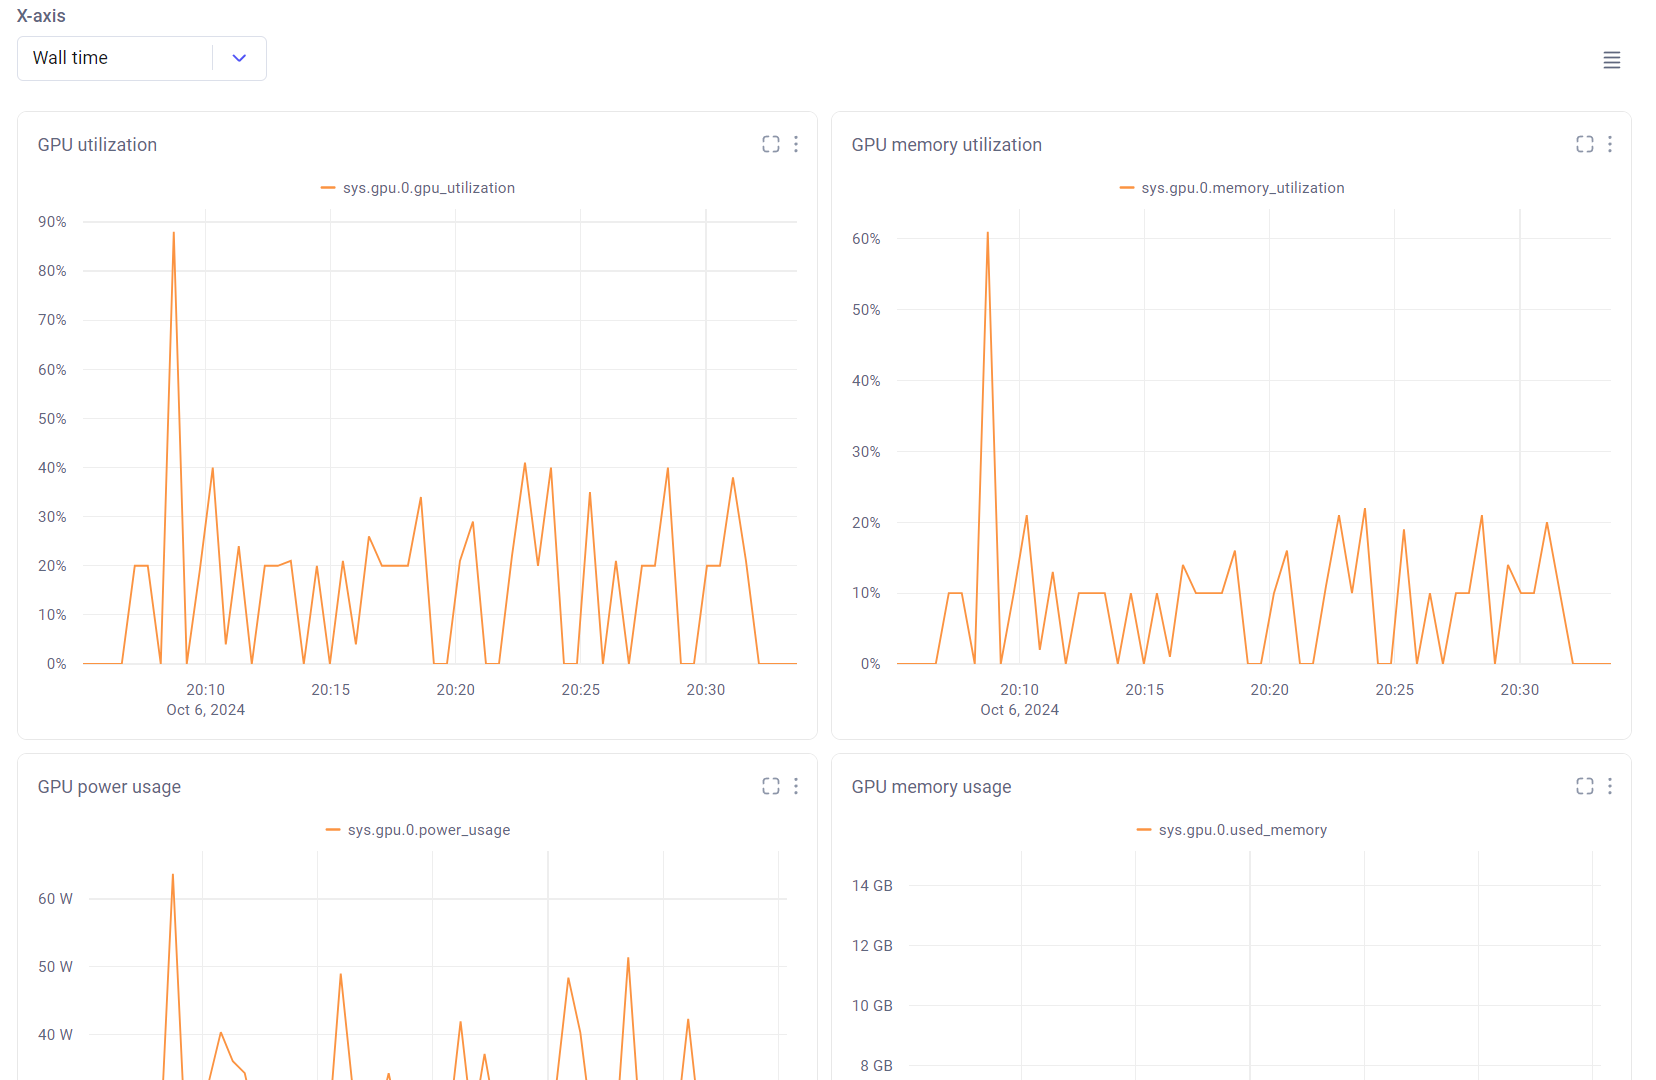 X-axis
Wall time
GPU utilization
sys.gpu.0.gpu_utilization
90%
80%
70%
60%
50%
40%
30%
20%
10%
0%
20:10
20:15
20:20
20:25
20:30
Oct 6, 2024
GPU memory utilization
sys.gpu.0.memory_utilization
60%
50%
40%
30%
20%
10%
0%
20:10
20:15
20:20
20:25
20:30
Oct 6, 2024
GPU power usage
sys.gpu.0.power_usage
60 W
50 W
40 W
GPU memory usage
sys.gpu.0.used_memory
14 GB
12 GB
10 GB
8 GB